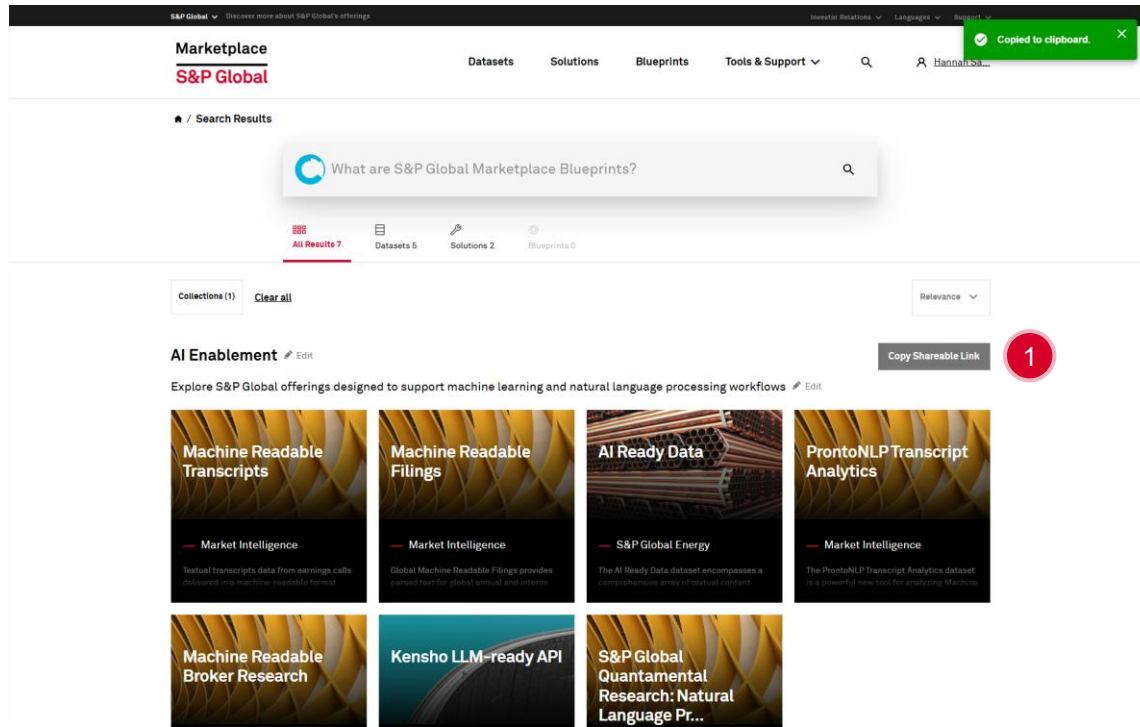 S&P Global Discover more about S&P Global's offerings
Investor Relations Languages Support
Copied to clipboard.
Marketplace
S&P Global
Datasets Solutions Blueprints Tools & Support Hannah Sa...
/ Search Results
What are S&P Global Marketplace Blueprints?
All Results 7 Datasets 5 Solutions 2 Blueprints 0
Collections (1) Clear all Relevance
AI Enablement Edit
Copy Shareable Link
1
Explore S&P Global offerings designed to support machine learning and natural language processing workflows Edit
Machine Readable
Transcripts
— Market Intelligence
Textual transcripts data from earnings calls
delivered in a machine-readable format
Machine Readable
Filings
— Market Intelligence
Global Machine Readable Filings provides
parsed text for global annual and interim
AI Ready Data
— S&P Global Energy
The AI Ready Data dataset encompasses a
comprehensive array of textual content
ProntoNLP Transcript
Analytics
— Market Intelligence
The ProntoNLP Transcript Analytics dataset
is a powerful new tool for analyzing Machine
Machine Readable
Broker Research
Kensho LLM-ready API
S&P Global
Quantamental
Research: Natural
Language Pr...